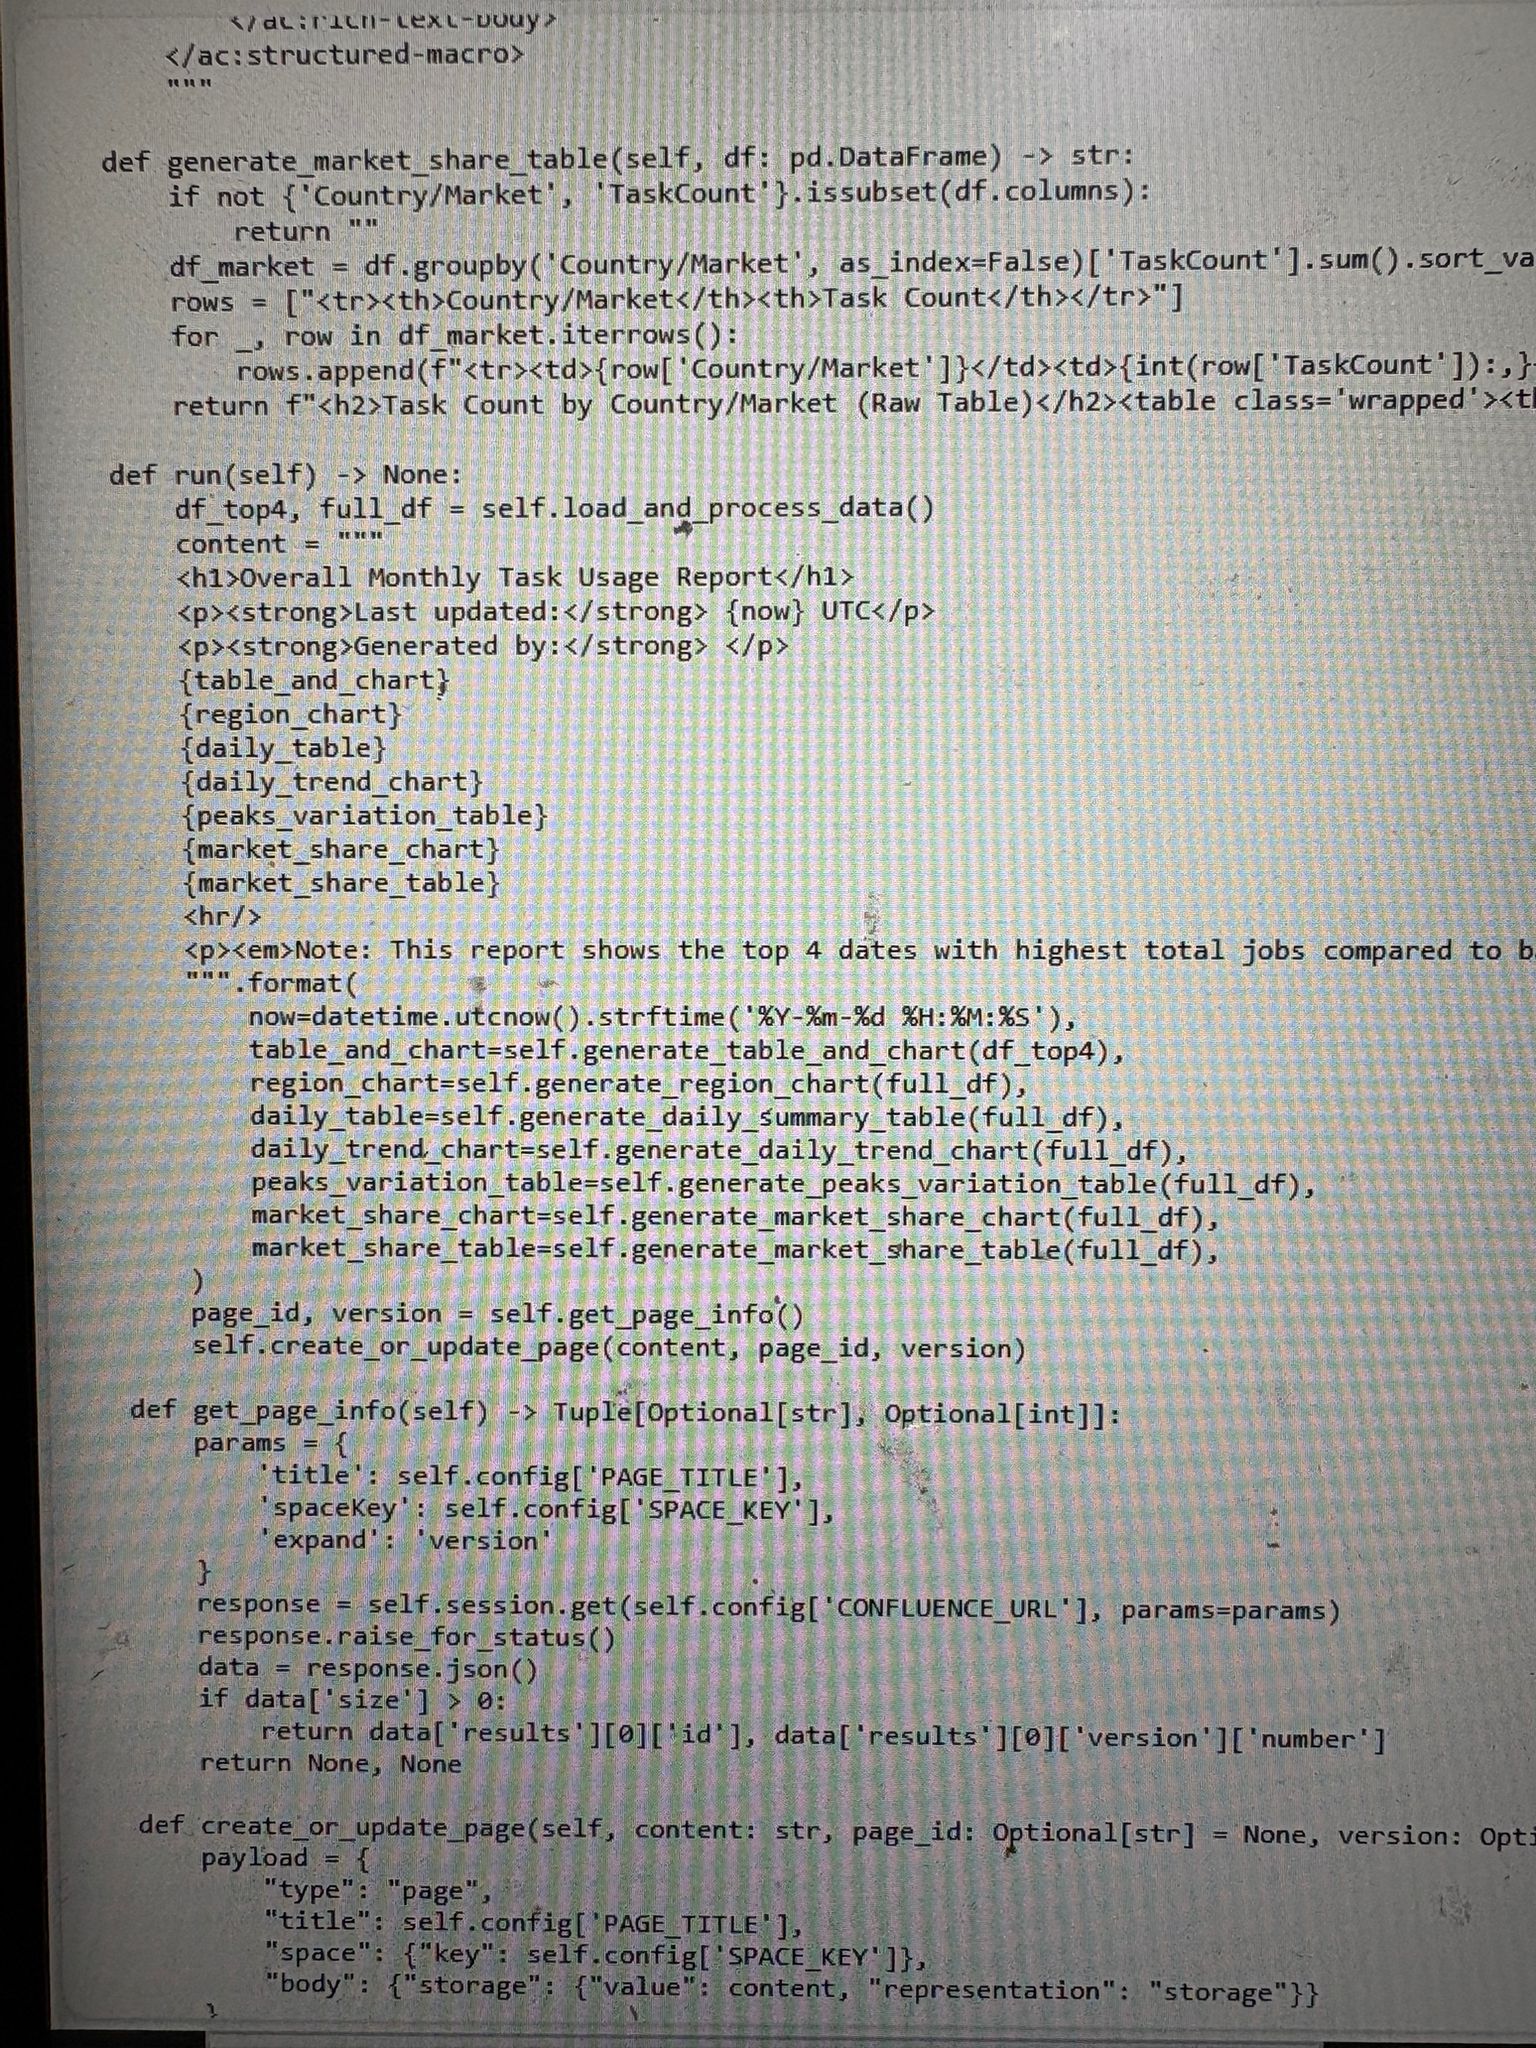 </ac:rich-text-body>
</ac:structured-macro>
"""
def generate_market_share_table(self, df: pd.DataFrame) -> str:
if not {'Country/Market', 'TaskCount'}.issubset(df.columns):
return ""
df_market = df.groupby('Country/Market', as_index=False)['TaskCount'].sum().sort_va
rows = ["<tr><th>Country/Market</th><th>Task Count</th></tr>"]
for _, row in df_market.iterrows():
rows.append(f"<tr><td>{row['Country/Market']}</td><td>{int(row['TaskCount']):,}
return f"<h2>Task Count by Country/Market (Raw Table)</h2><table class='wrapped'><t
def run(self) -> None:
df_top4, full_df = self.load_and_process_data()
content = """
<h1>Overall Monthly Task Usage Report</h1>
<p><strong>Last updated:</strong> {now} UTC</p>
<p><strong>Generated by:</strong> </p>
{table_and_chart}
{region_chart}
{daily_table}
{daily_trend_chart}
{peaks_variation_table}
{market_share_chart}
{market_share_table}
<hr/>
<p><em>Note: This report shows the top 4 dates with highest total jobs compared to b
""".format(
now=datetime.utcnow().strftime('%Y-%m-%d %H:%M:%S'),
table_and_chart=self.generate_table_and_chart(df_top4),
region_chart=self.generate_region_chart(full_df),
daily_table=self.generate_daily_summary_table(full_df),
daily_trend_chart=self.generate_daily_trend_chart(full_df),
peaks_variation_table=self.generate_peaks_variation_table(full_df),
market_share_chart=self.generate_market_share_chart(full_df),
market_share_table=self.generate_market_share_table(full_df),
)
page_id, version = self.get_page_info()
self.create_or_update_page(content, page_id, version)
def get_page_info(self) -> Tuple[Optional[str], Optional[int]]:
params = {
'title': self.config['PAGE_TITLE'],
'spaceKey': self.config['SPACE_KEY'],
'expand': 'version'
}
response = self.session.get(self.config['CONFLUENCE_URL'], params=params)
response.raise_for_status()
data = response.json()
if data['size'] > 0:
return data['results'][0]['id'], data['results'][0]['version']['number']
return None, None
def create_or_update_page(self, content: str, page_id: Optional[str] = None, version: Opti
payload = {
"type": "page",
"title": self.config['PAGE_TITLE'],
"space": {"key": self.config['SPACE_KEY']},
"body": {"storage": {"value": content, "representation": "storage"}}
}